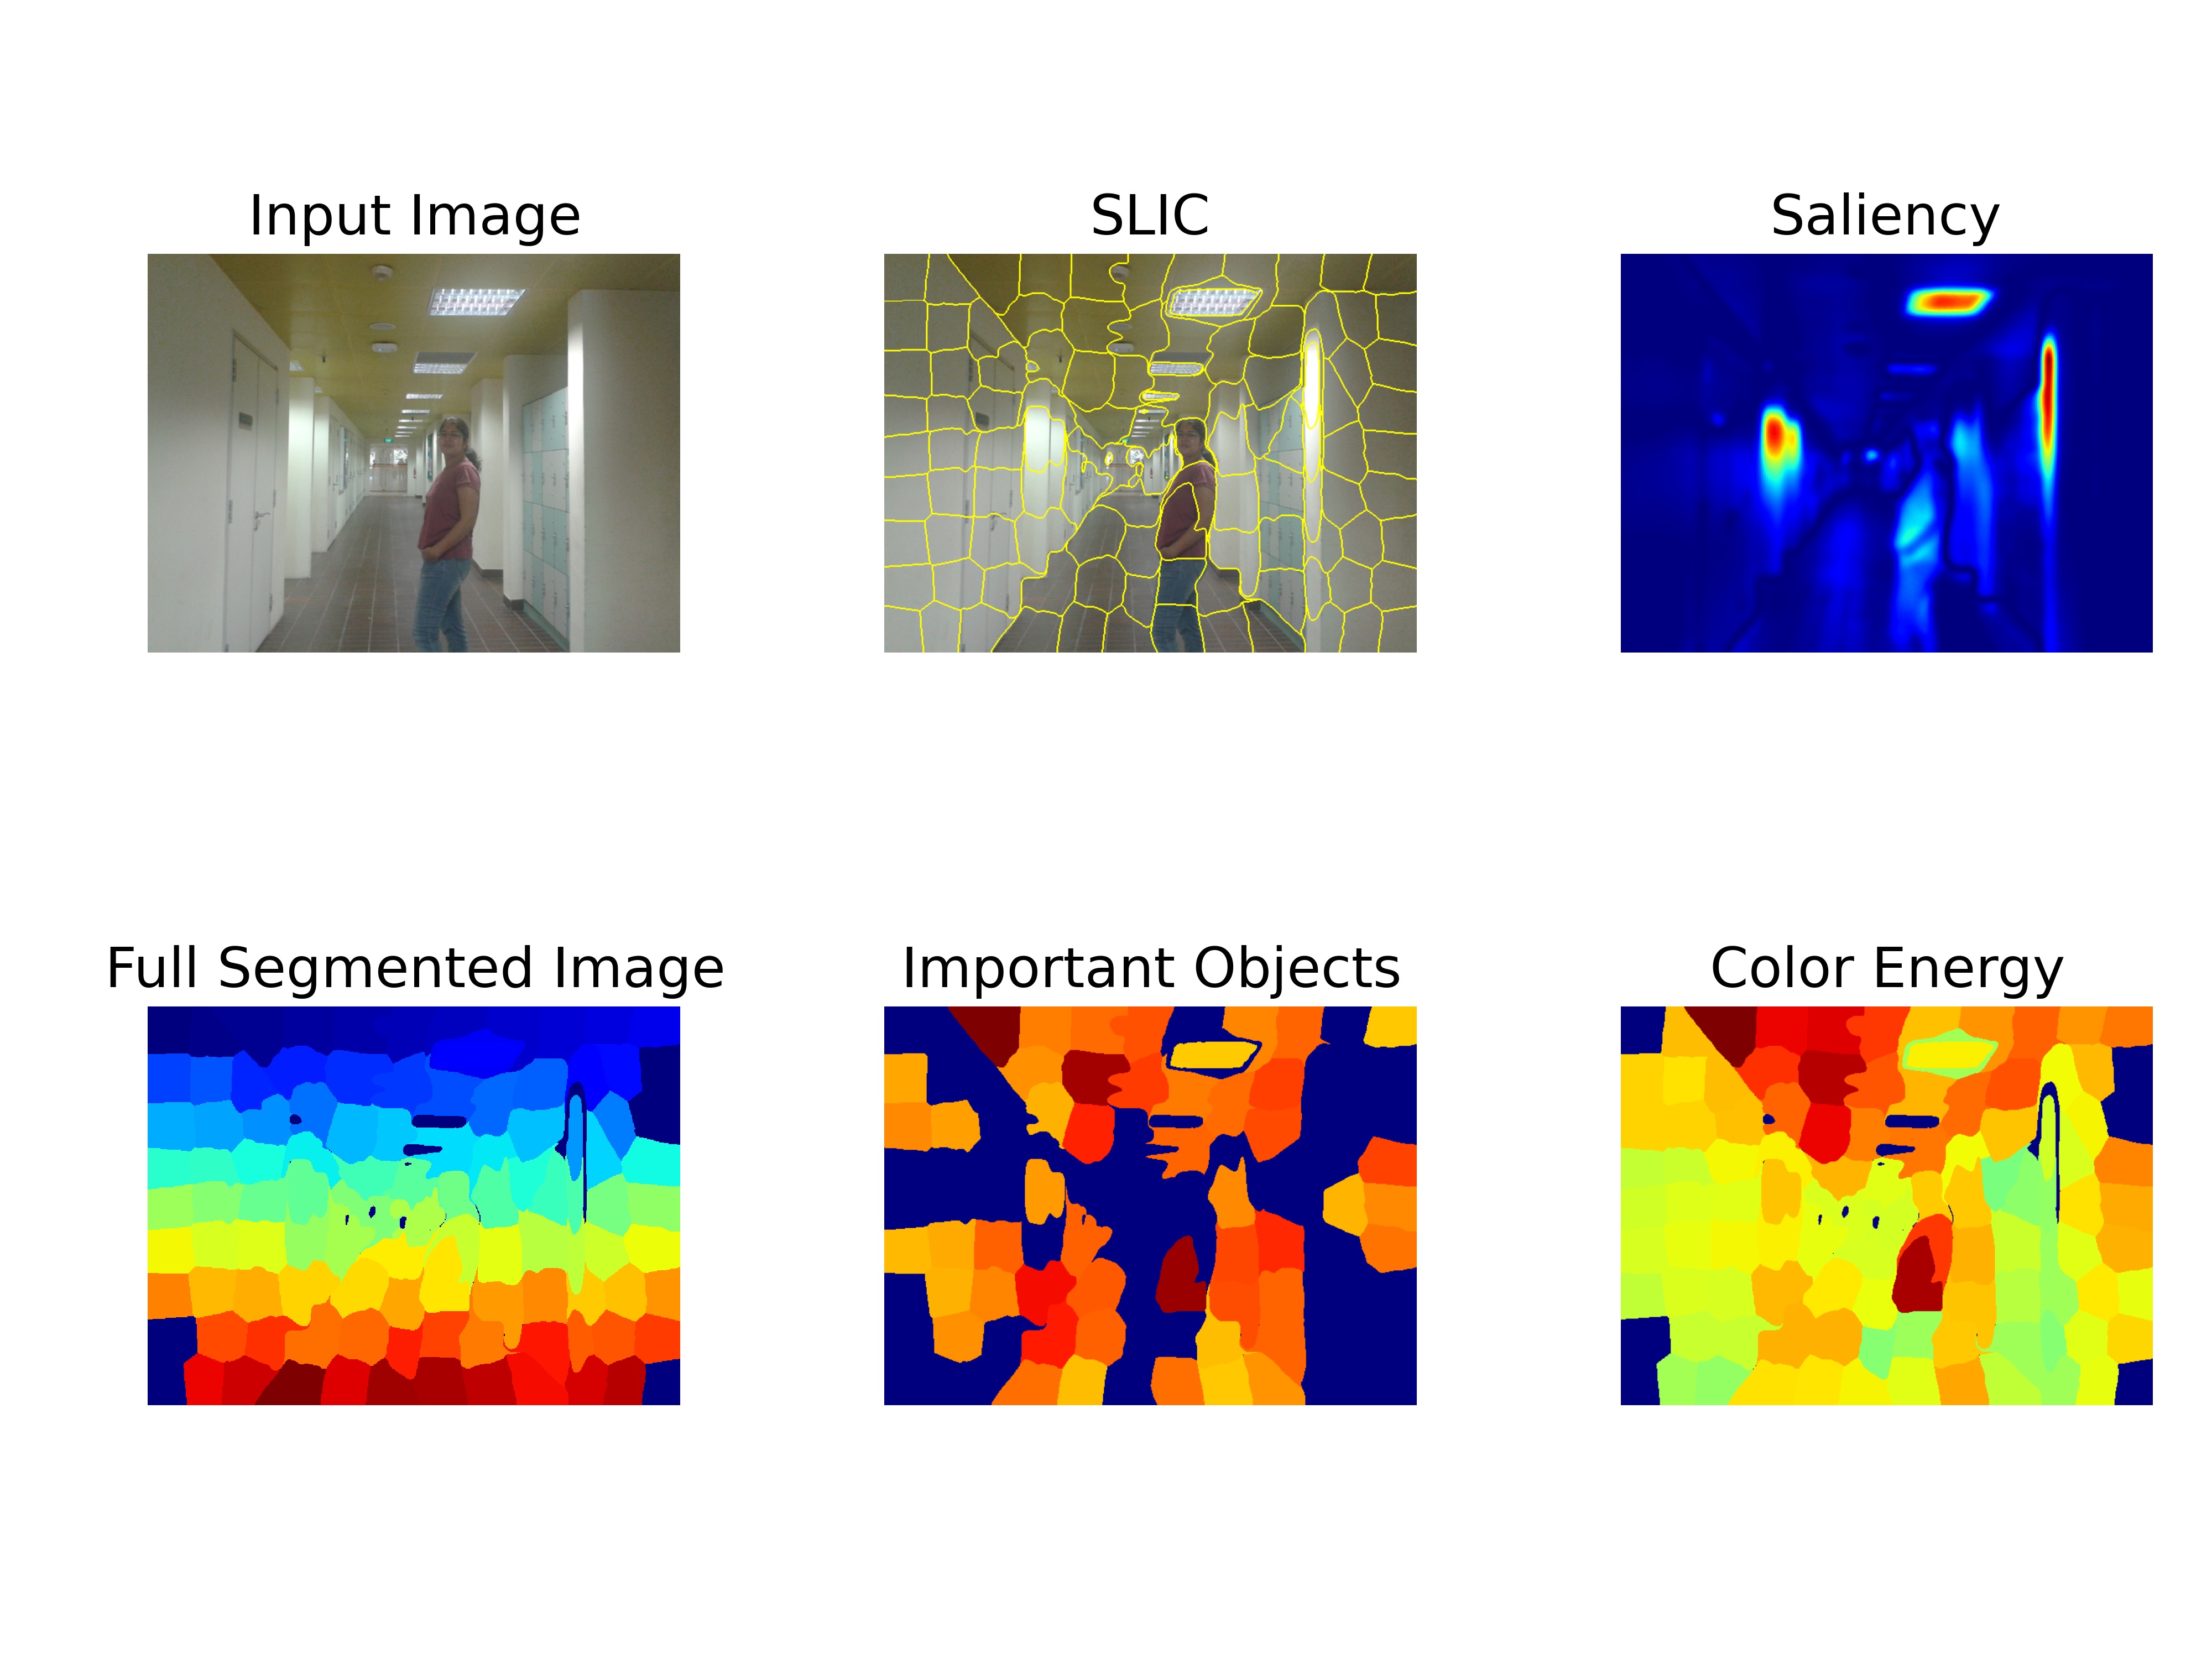 Input Image
SLIC
Saliency
Full Segmented Image
Important Objects
Color Energy